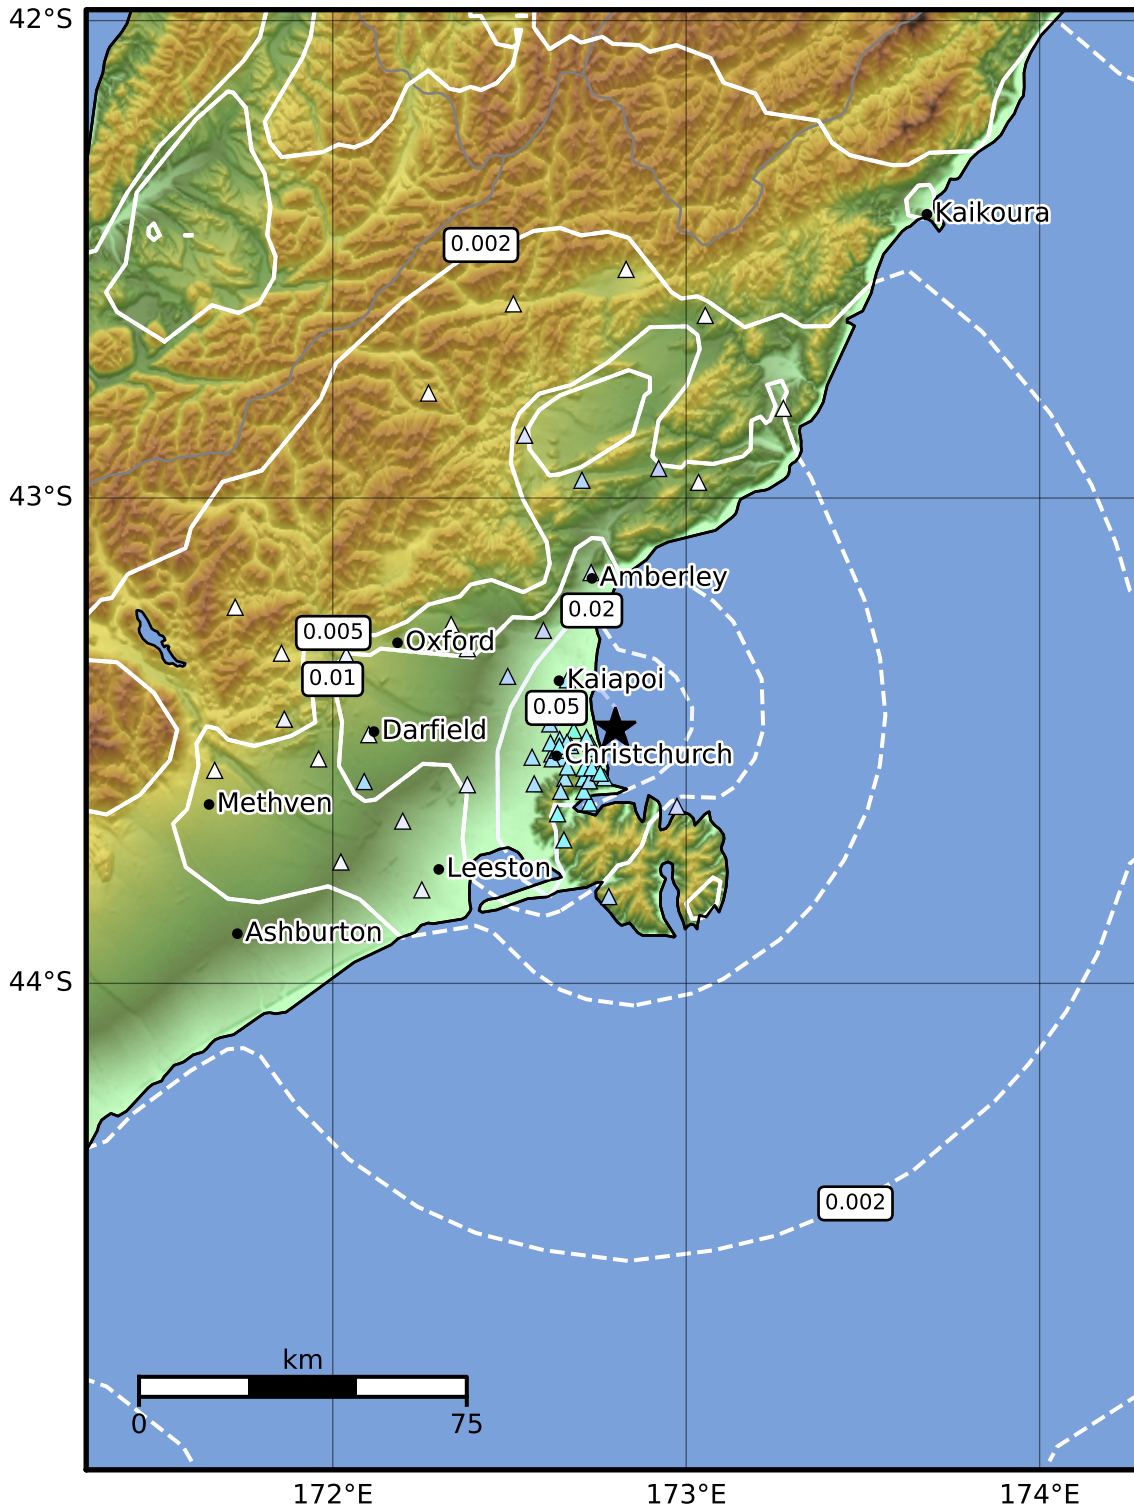 42°S
Kaikoura
0.002
43°S
Amberley
0.02
0.005
Oxford
0.01
Kaiapoi
0.05
Darfield
Christchurch
Methven
Leeston
Ashburton
44°S
0.002
km
0
75
172°E
173°E
174°E